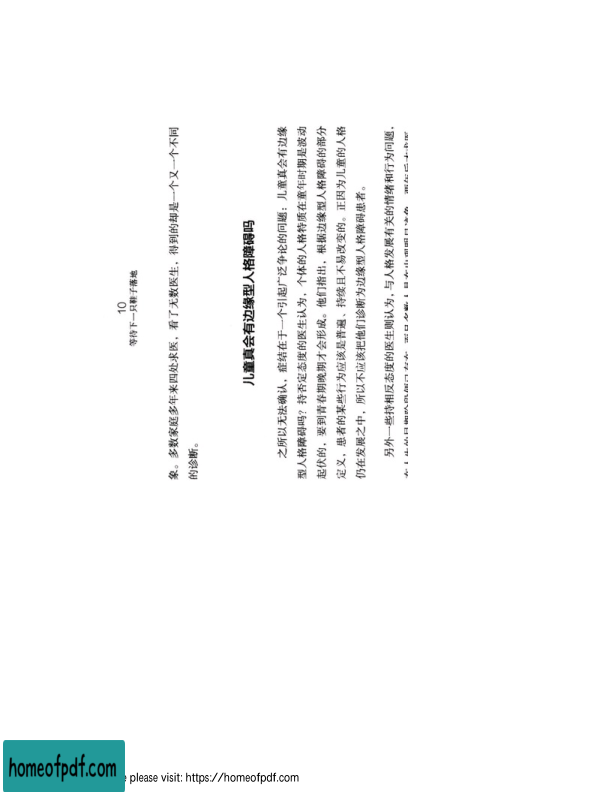 10
等待下一只鞋子落地
象。多数家庭多年来四处求医，看了无数医生，得到的却是一个又一个不同
的诊断。
儿童真会有边缘型人格障碍吗
之所以无法确认，症结在于一个引起广泛争论的问题：儿童真会有边缘
型人格障碍吗？持否定态度的医生认为，个体的人格特质在童年时期是波动
起伏的，要到青春期晚期才会形成。他们指出，根据边缘型人格障碍的部分
定义，患者的某些行为应该是普遍、持续且不易改变的。正因为儿童的人格
仍在发展之中，所以不应该把他们诊断为边缘型人格障碍患者。
另外一些持相反态度的医生则认为，与人格发展有关的情绪和行为问题，
homeofpdf.com
e please visit: https://homeofpdf.com